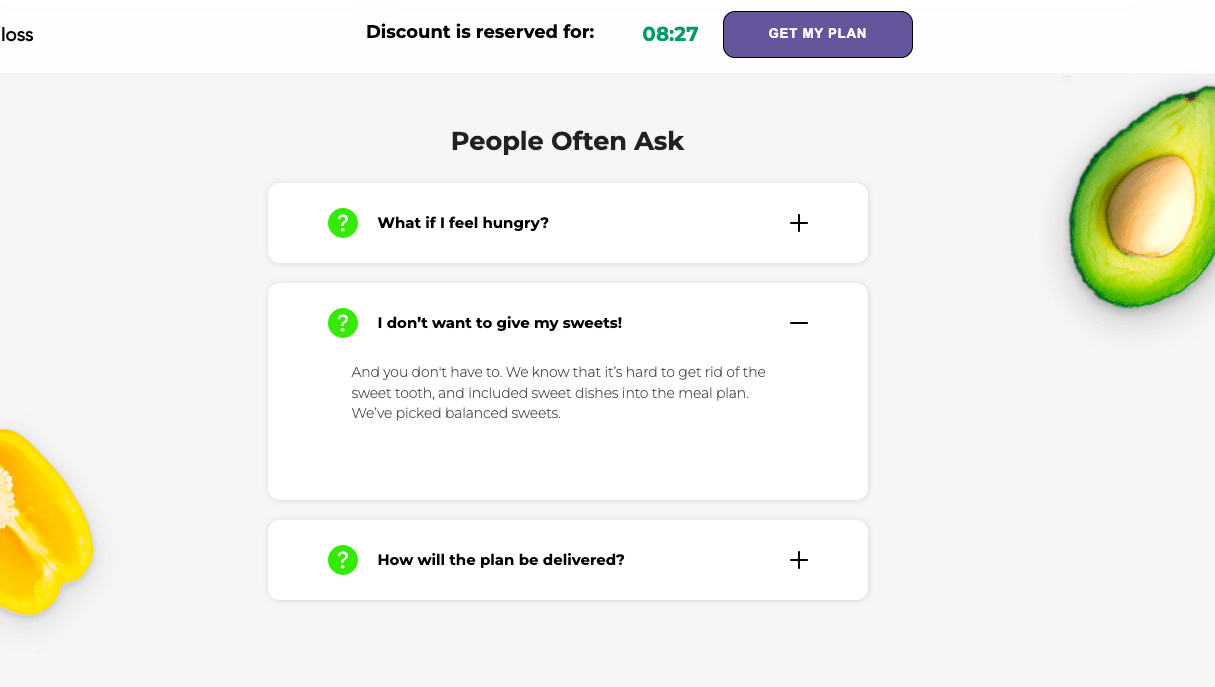 loss
Discount is reserved for:
08:27
GET MY PLAN
People Often Ask
? What if I feel hungry? +
? I don’t want to give my sweets! –
And you don't have to. We know that it’s hard to get rid of the
sweet tooth, and included sweet dishes into the meal plan.
We’ve picked balanced sweets.
? How will the plan be delivered? +